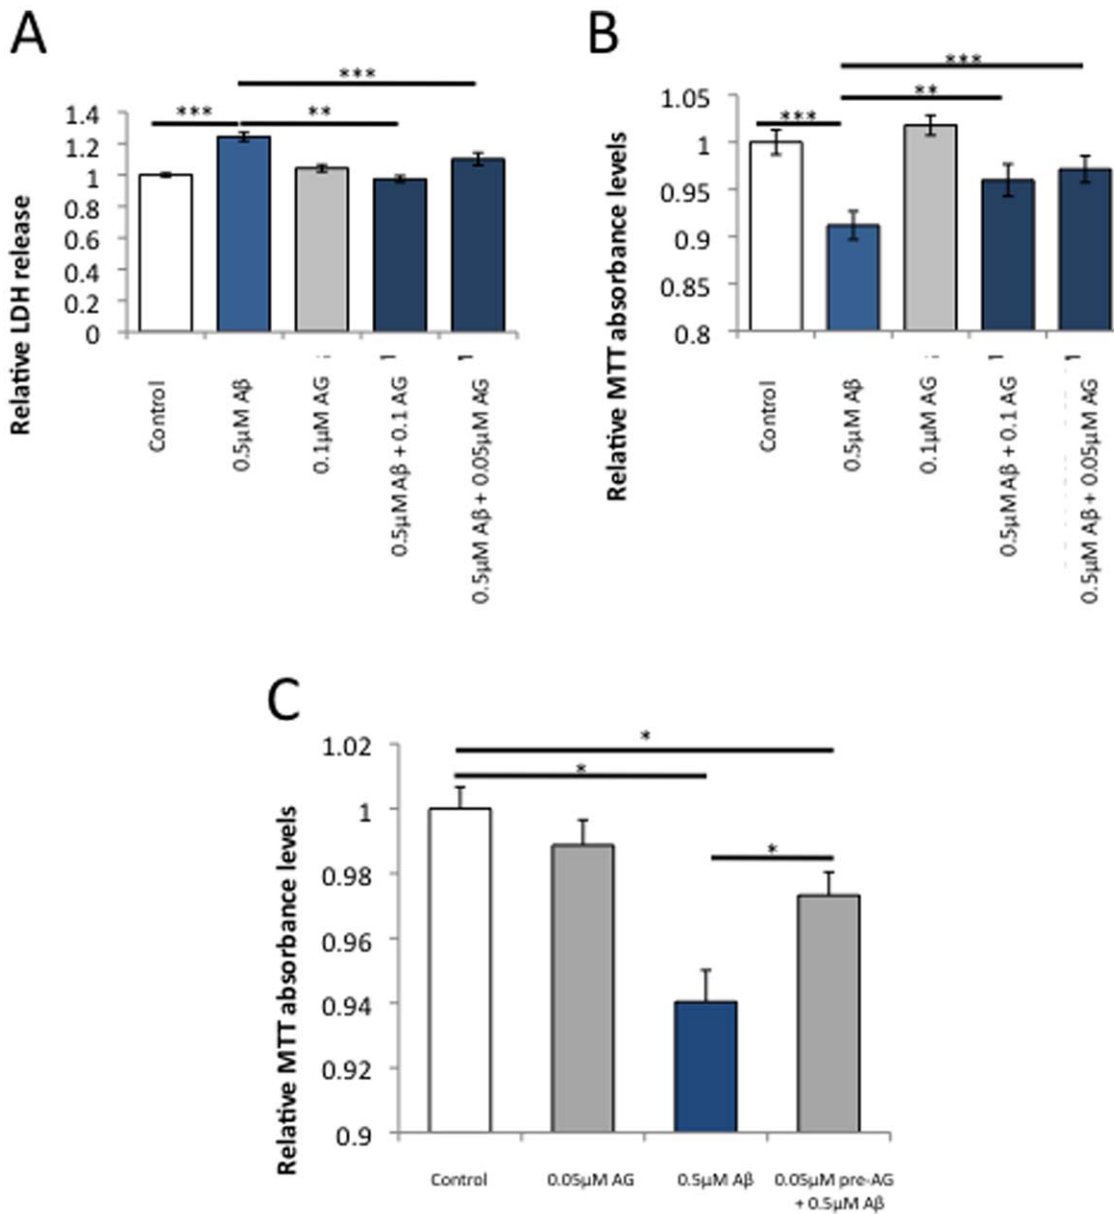 A
***
***
**
1.4
1.2
1
0.8
0.6
0.4
0.2
0
Relative LDH release
Control
0.5μM Aβ
0.1μM AG
0.5μM Aβ + 0.1 AG
0.5μM Aβ + 0.05μM AG
B
***
**
***
1.05
1
0.95
0.9
0.85
0.8
Relative MTT absorbance levels
Control
0.5μM Aβ
0.1μM AG
0.5μM Aβ + 0.1 AG
0.5μM Aβ + 0.05μM AG
C
*
*
*
1.02
1
0.98
0.96
0.94
0.92
0.9
Relative MTT absorbance levels
Control
0.05μM AG
0.5μM Aβ
0.05μM pre-AG
+ 0.5μM Aβ